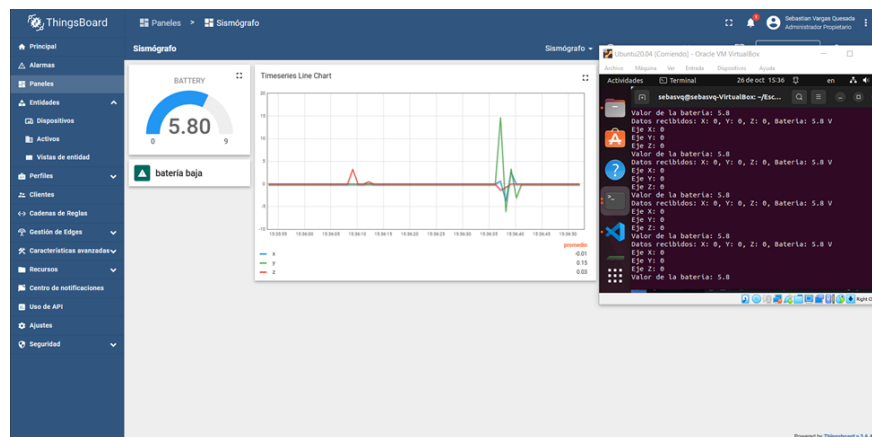 ThingsBoard
Paneles > Sismógrafo
Sebastian Vargas Quesada
Administrador Propietario
Principal
Alarmas
Paneles
Entidades
Dispositivos
Activos
Vistas de entidad
Perfiles
Clientes
Cadenas de Reglas
Gestión de Edges
Características avanzadas
Recursos
Centro de notificaciones
Uso de API
Ajustes
Seguridad
Sismógrafo
Sismógrafo
BATTERY
5.80
0 9
batería baja
Timeseries Line Chart
20
15
10
5
0
-5
-10
promedio
x -0.01
y 0.15
z 0.03
Ubuntu20.04 [Corriendo] - Oracle VM VirtualBox
Archivo Máquina Ver Entrada Dispositivos Ayuda
Actividades Terminal 26 de oct 15:36 en
sebasvq@sebasvq-VirtualBox: ~/Esc...
Valor de la bateria: 5.8
Datos recibidos: X: 0, Y: 0, Z: 0, Bateria: 5.8 V
Eje X: 0
Eje Y: 0
Eje Z: 0
Valor de la bateria: 5.8
Datos recibidos: X: 0, Y: 0, Z: 0, Bateria: 5.8 V
Eje X: 0
Eje Y: 0
Eje Z: 0
Valor de la bateria: 5.8
Datos recibidos: X: 0, Y: 0, Z: 0, Bateria: 5.8 V
Eje X: 0
Eje Y: 0
Eje Z: 0
Valor de la bateria: 5.8
Datos recibidos: X: 0, Y: 0, Z: 0, Bateria: 5.8 V
Eje X: 0
Eje Y: 0
Eje Z: 0
Valor de la bateria: 5.8
Right
Powered by Thingsboard